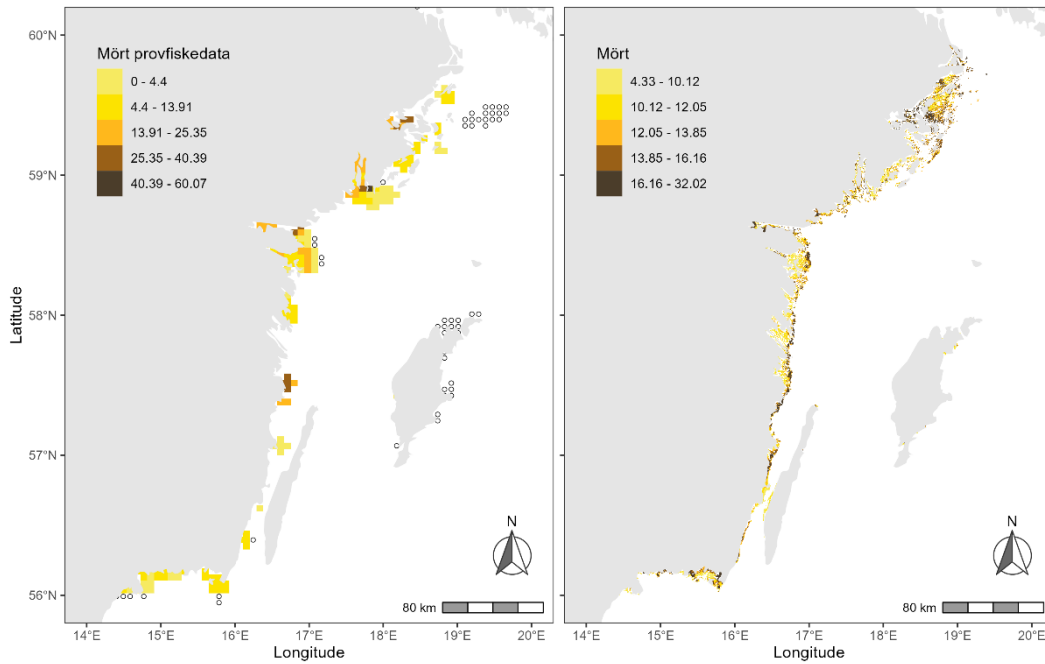 60°N
59°N
58°N
57°N
56°N
Latitude
Mört provfiskedata
0 - 4.4
4.4 - 13.91
13.91 - 25.35
25.35 - 40.39
40.39 - 60.07
N
80 km
14°E 15°E 16°E 17°E 18°E 19°E 20°E
Longitude
Mört
4.33 - 10.12
10.12 - 12.05
12.05 - 13.85
13.85 - 16.16
16.16 - 32.02
N
80 km
14°E 15°E 16°E 17°E 18°E 19°E 20°E
Longitude